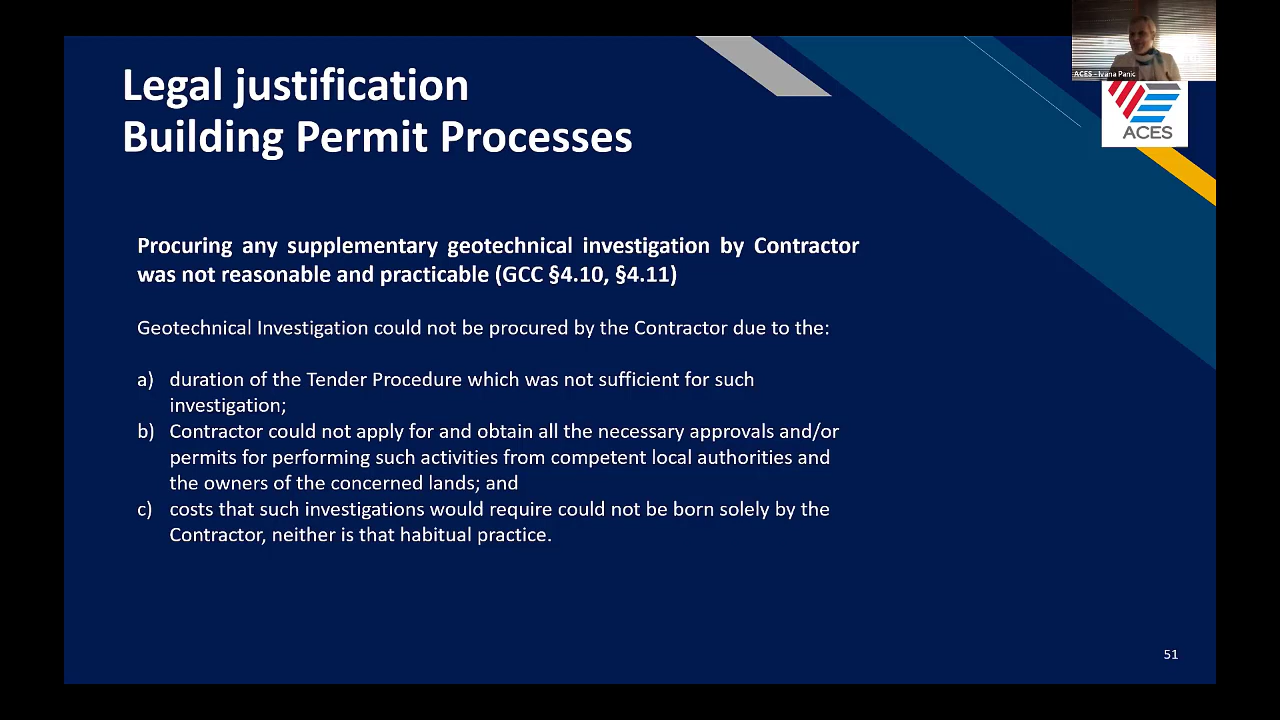 ACES - Ivana Panic
ACES
Legal justification
Building Permit Processes
Procuring any supplementary geotechnical investigation by Contractor
was not reasonable and practicable (GCC §4.10, §4.11)
Geotechnical Investigation could not be procured by the Contractor due to the:
a) duration of the Tender Procedure which was not sufficient for such
investigation;
b) Contractor could not apply for and obtain all the necessary approvals and/or
permits for performing such activities from competent local authorities and
the owners of the concerned lands; and
c) costs that such investigations would require could not be born solely by the
Contractor, neither is that habitual practice.
51